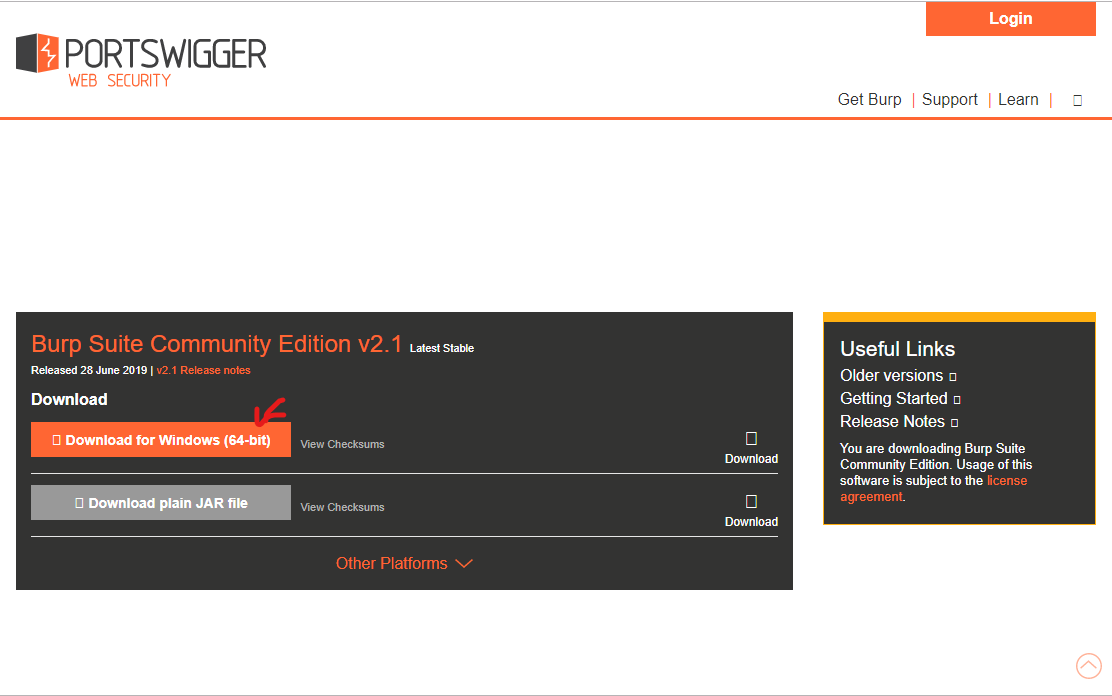 Login
PORTSWIGGER
WEB SECURITY
Get Burp | Support | Learn |
Burp Suite Community Edition v2.1 Latest Stable
Released 28 June 2019 | v2.1 Release notes
Download
Download for Windows (64-bit) View Checksums
Download
Download plain JAR file View Checksums
Download
Other Platforms
Useful Links
Older versions
Getting Started
Release Notes
You are downloading Burp Suite
Community Edition. Usage of this
software is subject to the license
agreement.